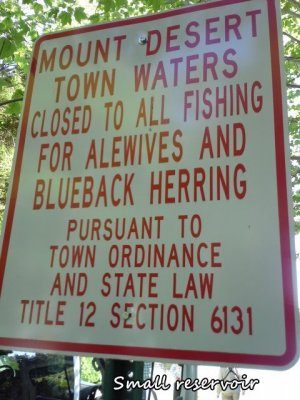 MOUNT DESERT
TOWN WATERS
CLOSED TO ALL FISHING
FOR ALEWIVES AND
BLUEBACK HERRING
PURSUANT TO
TOWN ORDINANCE
AND STATE LAW
TITLE 12 SECTION 6131
Small reservoir